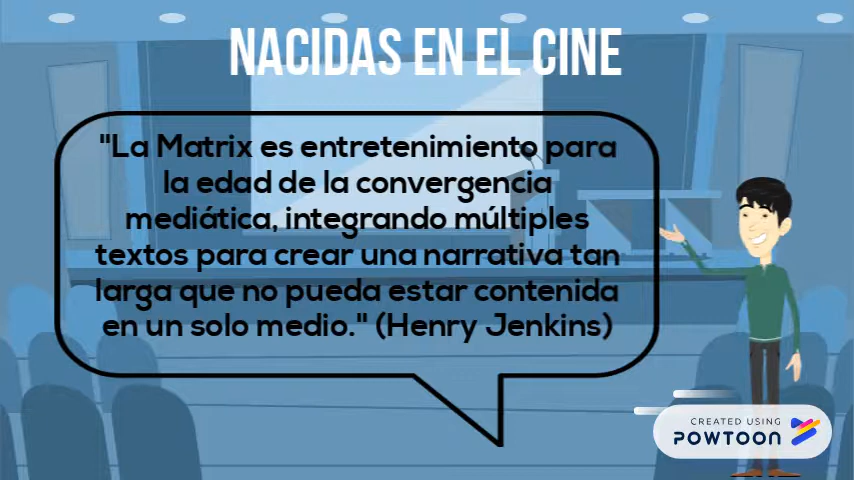 NACIDAS EN EL CINE
"La Matrix es entretenimiento para
la edad de la convergencia
mediática, integrando múltiples
textos para crear una narrativa tan
larga que no pueda estar contenida
en un solo medio." (Henry Jenkins)
CREATED USING
POWTOON